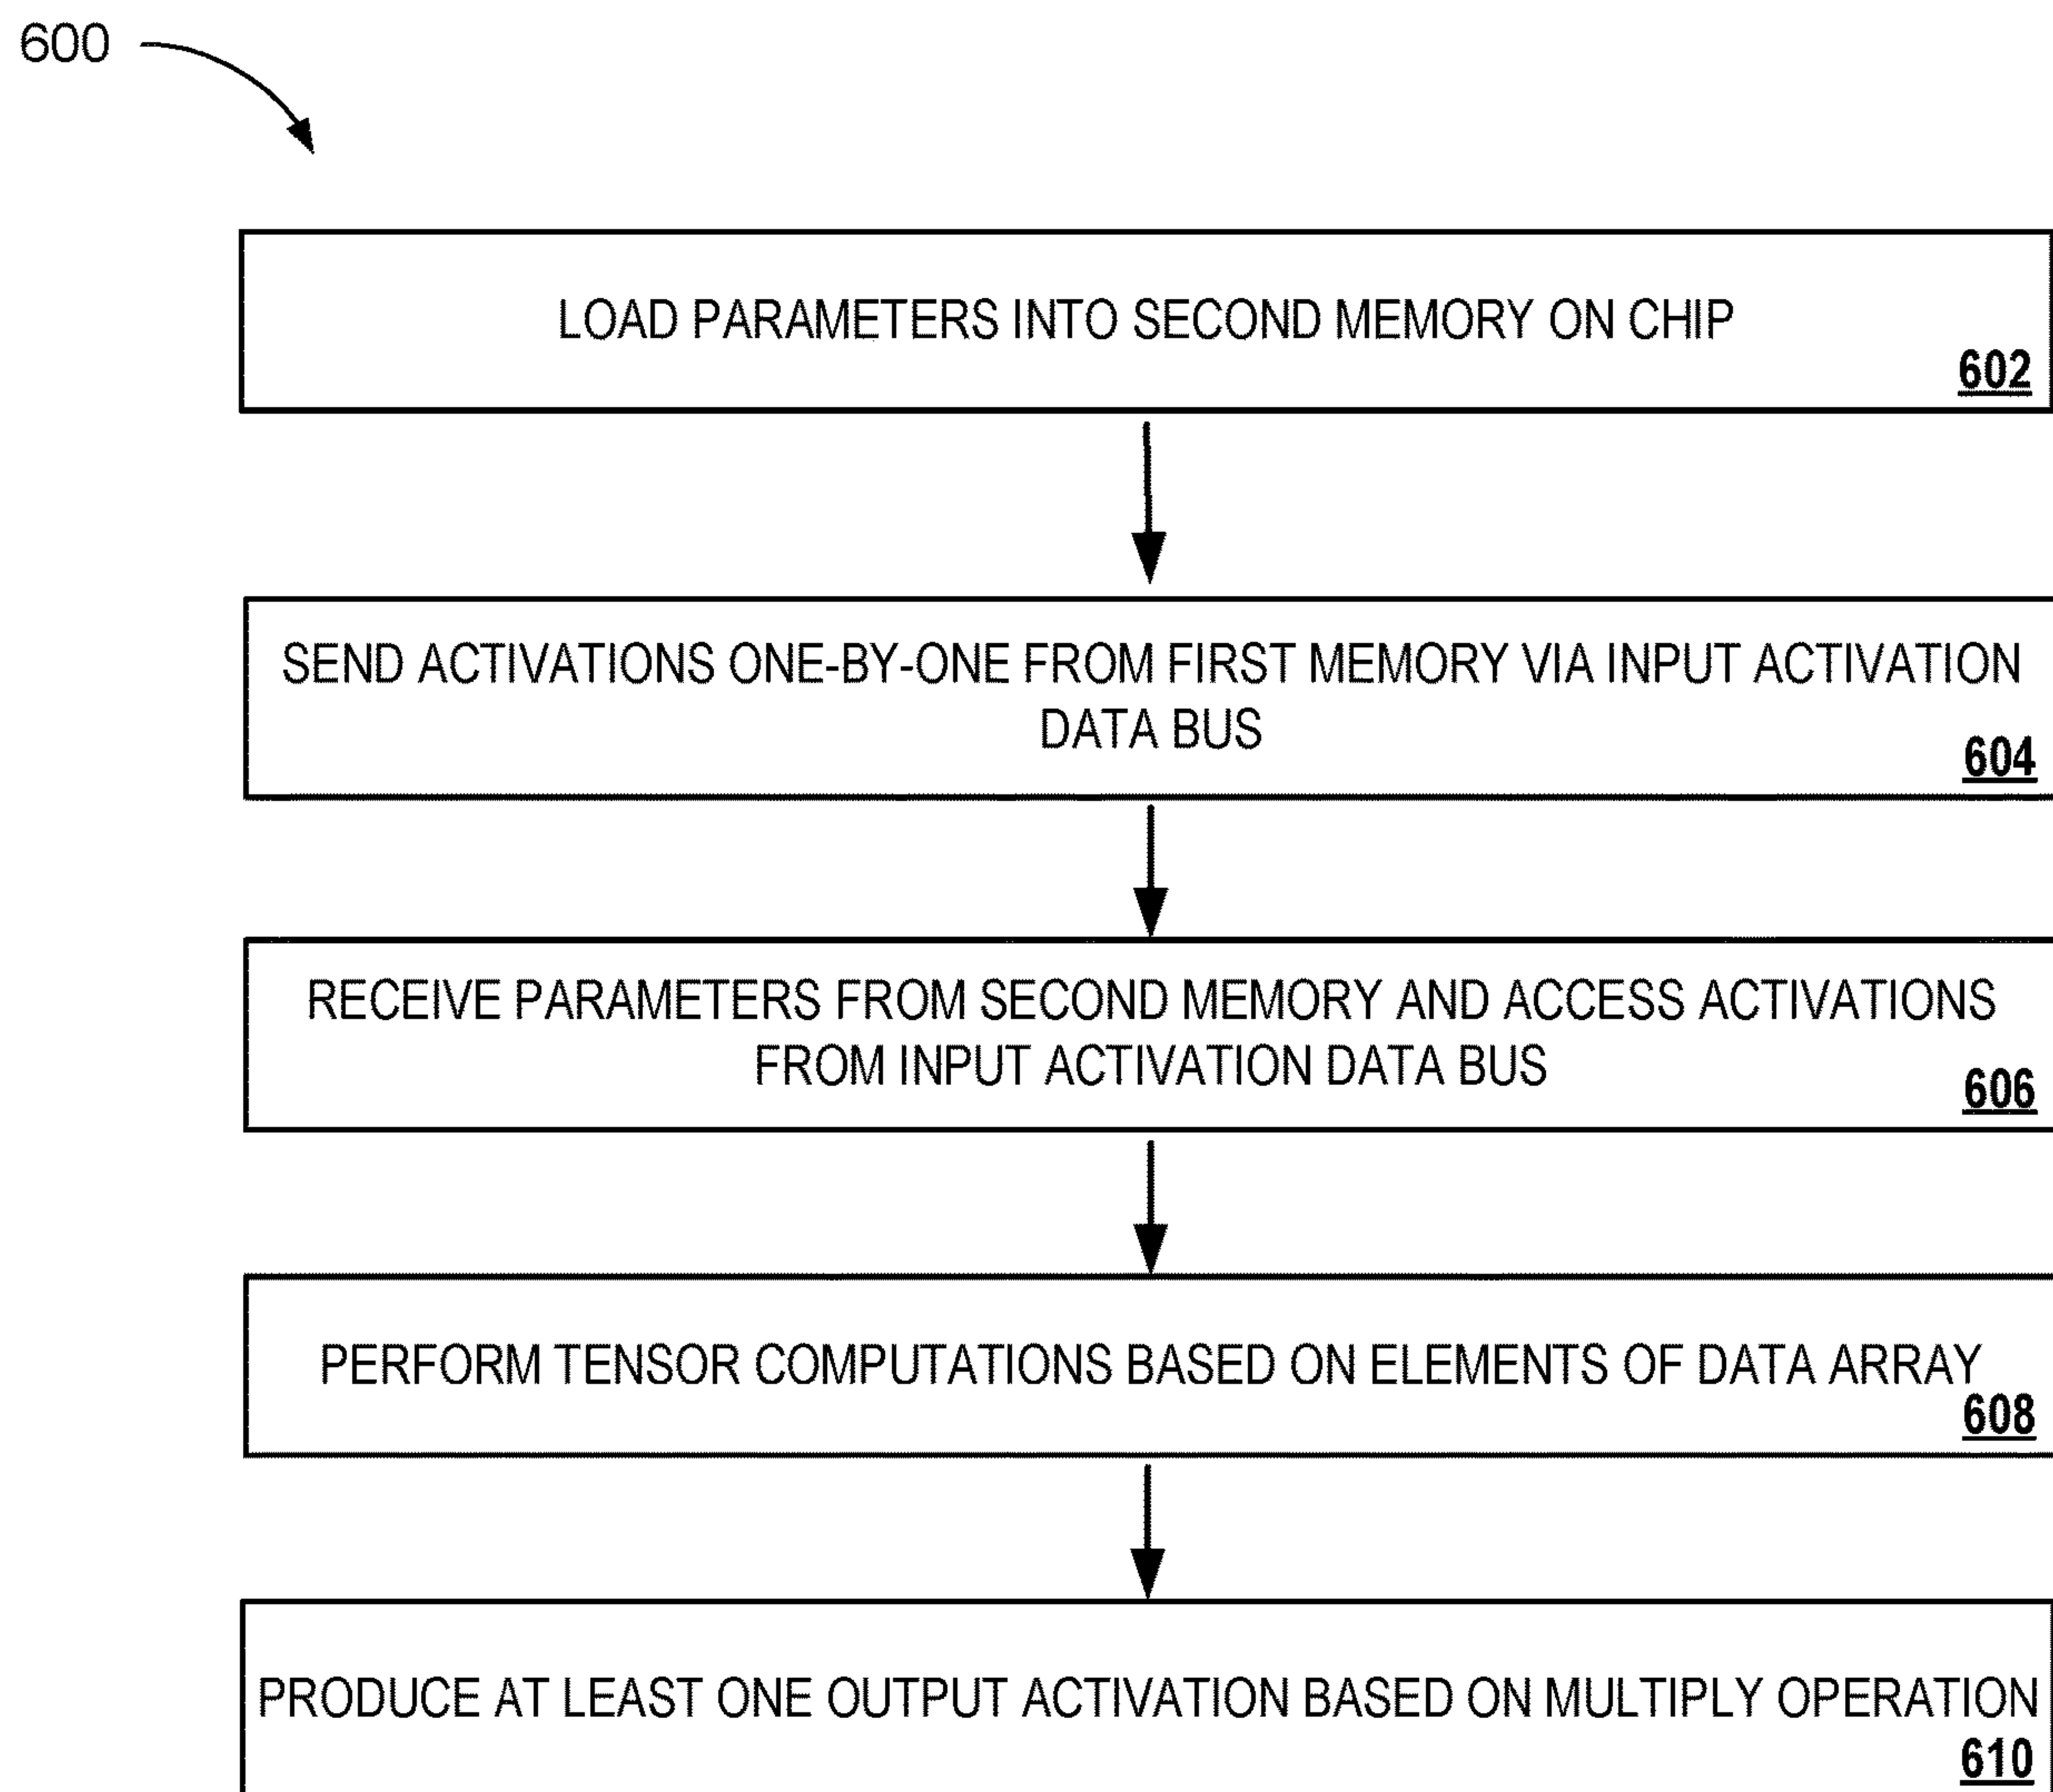 600
LOAD PARAMETERS INTO SECOND MEMORY ON CHIP
602
SEND ACTIVATIONS ONE-BY-ONE FROM FIRST MEMORY VIA INPUT ACTIVATION
DATA BUS
604
RECEIVE PARAMETERS FROM SECOND MEMORY AND ACCESS ACTIVATIONS
FROM INPUT ACTIVATION DATA BUS
606
PERFORM TENSOR COMPUTATIONS BASED ON ELEMENTS OF DATA ARRAY
608
PRODUCE AT LEAST ONE OUTPUT ACTIVATION BASED ON MULTIPLY OPERATION
610